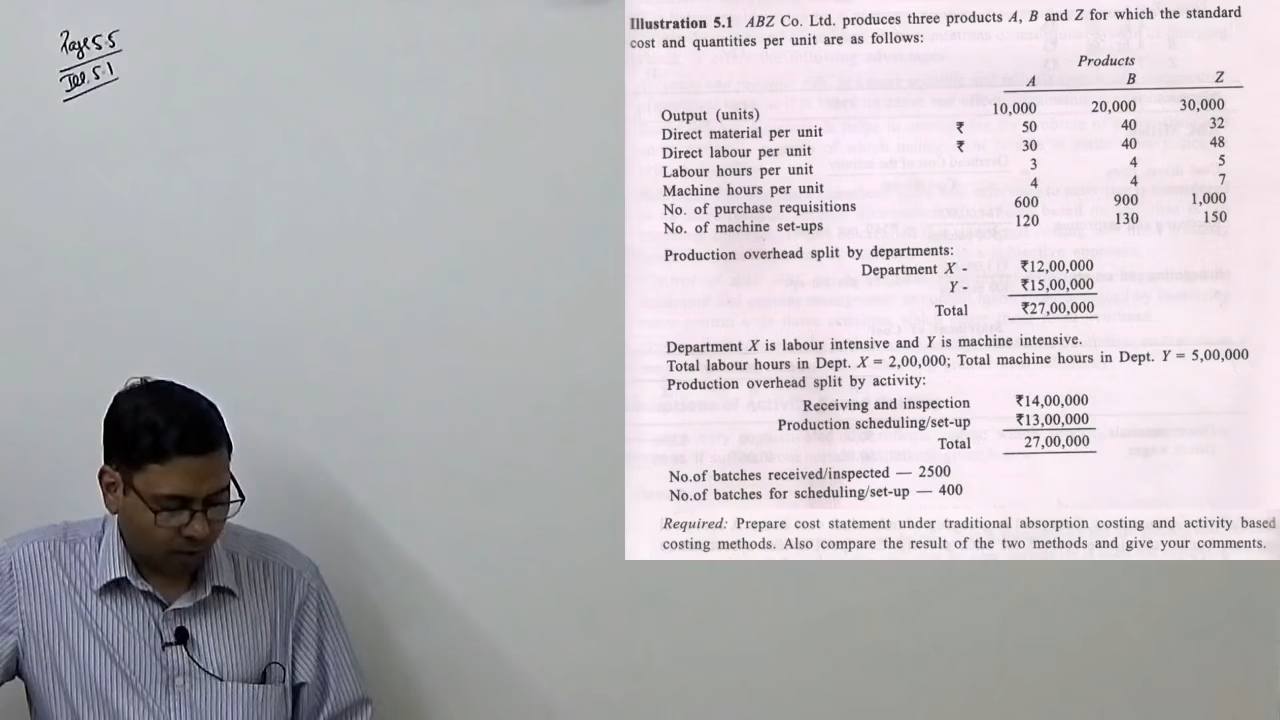 Page 5.5
Ill. 5.1
Illustration 5.1 ABZ Co. Ltd. produces three products A, B and Z for which the standard
cost and quantities per unit are as follows:
Products
A B Z
Output (units) 10,000 20,000 30,000
Direct material per unit ₹ 50 40 32
Direct labour per unit ₹ 30 40 48
Labour hours per unit 3 4 5
Machine hours per unit 4 4 7
No. of purchase requisitions 600 900 1,000
No. of machine set-ups 120 130 150
Production overhead split by departments:
Department X - ₹12,00,000
Y - ₹15,00,000
Total ₹27,00,000
Department X is labour intensive and Y is machine intensive.
Total labour hours in Dept. X = 2,00,000; Total machine hours in Dept. Y = 5,00,000
Production overhead split by activity:
Receiving and inspection ₹14,00,000
Production scheduling/set-up ₹13,00,000
Total 27,00,000
No.of batches received/inspected — 2500
No.of batches for scheduling/set-up — 400
Required: Prepare cost statement under traditional absorption costing and activity based
costing methods. Also compare the result of the two methods and give your comments.